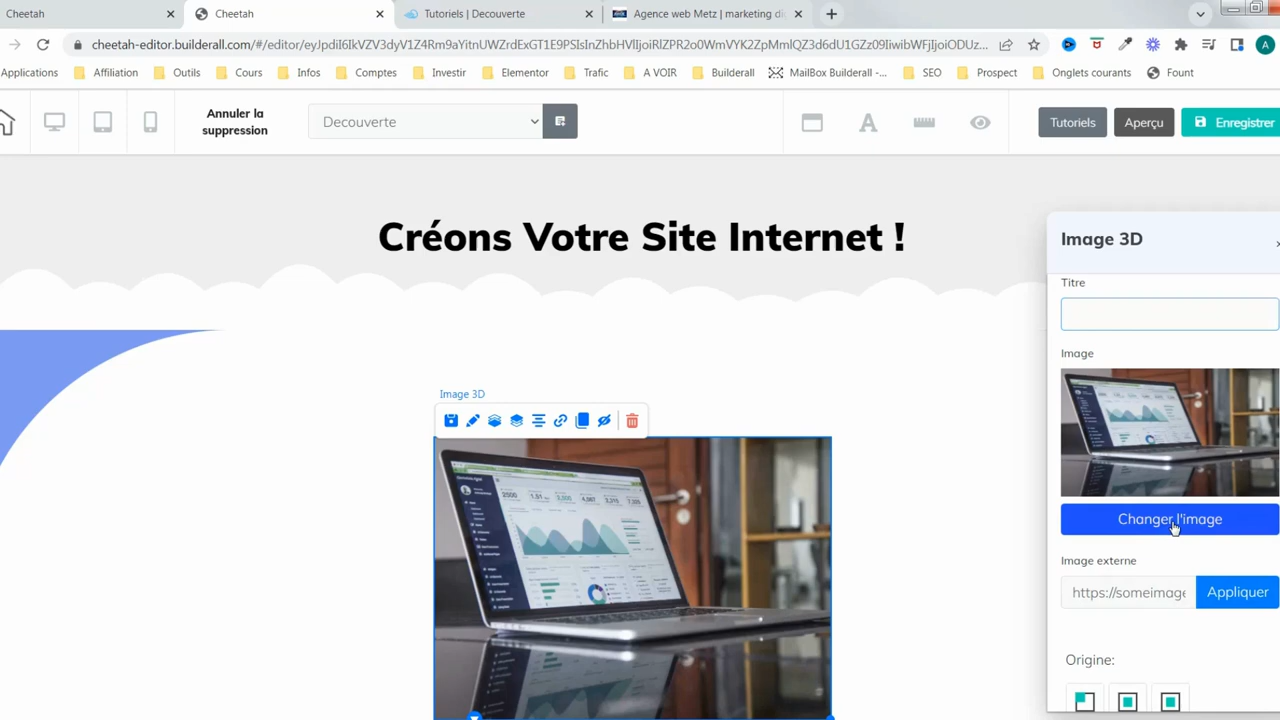 Cheetah
Cheetah
Tutoriels | Decouverte
Agence web Metz | marketing di
cheetah-editor.builderall.com/#/editor/
Applications
Affiliation
Outils
Cours
Infos
Comptes
Investir
Elementor
Trafic
A VOIR
Builderall
MailBox Builderall -...
SEO
Prospect
Onglets courants
Fount
A
Annuler la
suppression
Decouverte
Tutoriels
Aperçu
Enregistrer
Créons Votre Site Internet !
Image 3D
Titre
Image
Changer l'image
Image externe
https://someimage
Appliquer
Origine:
Image 3D